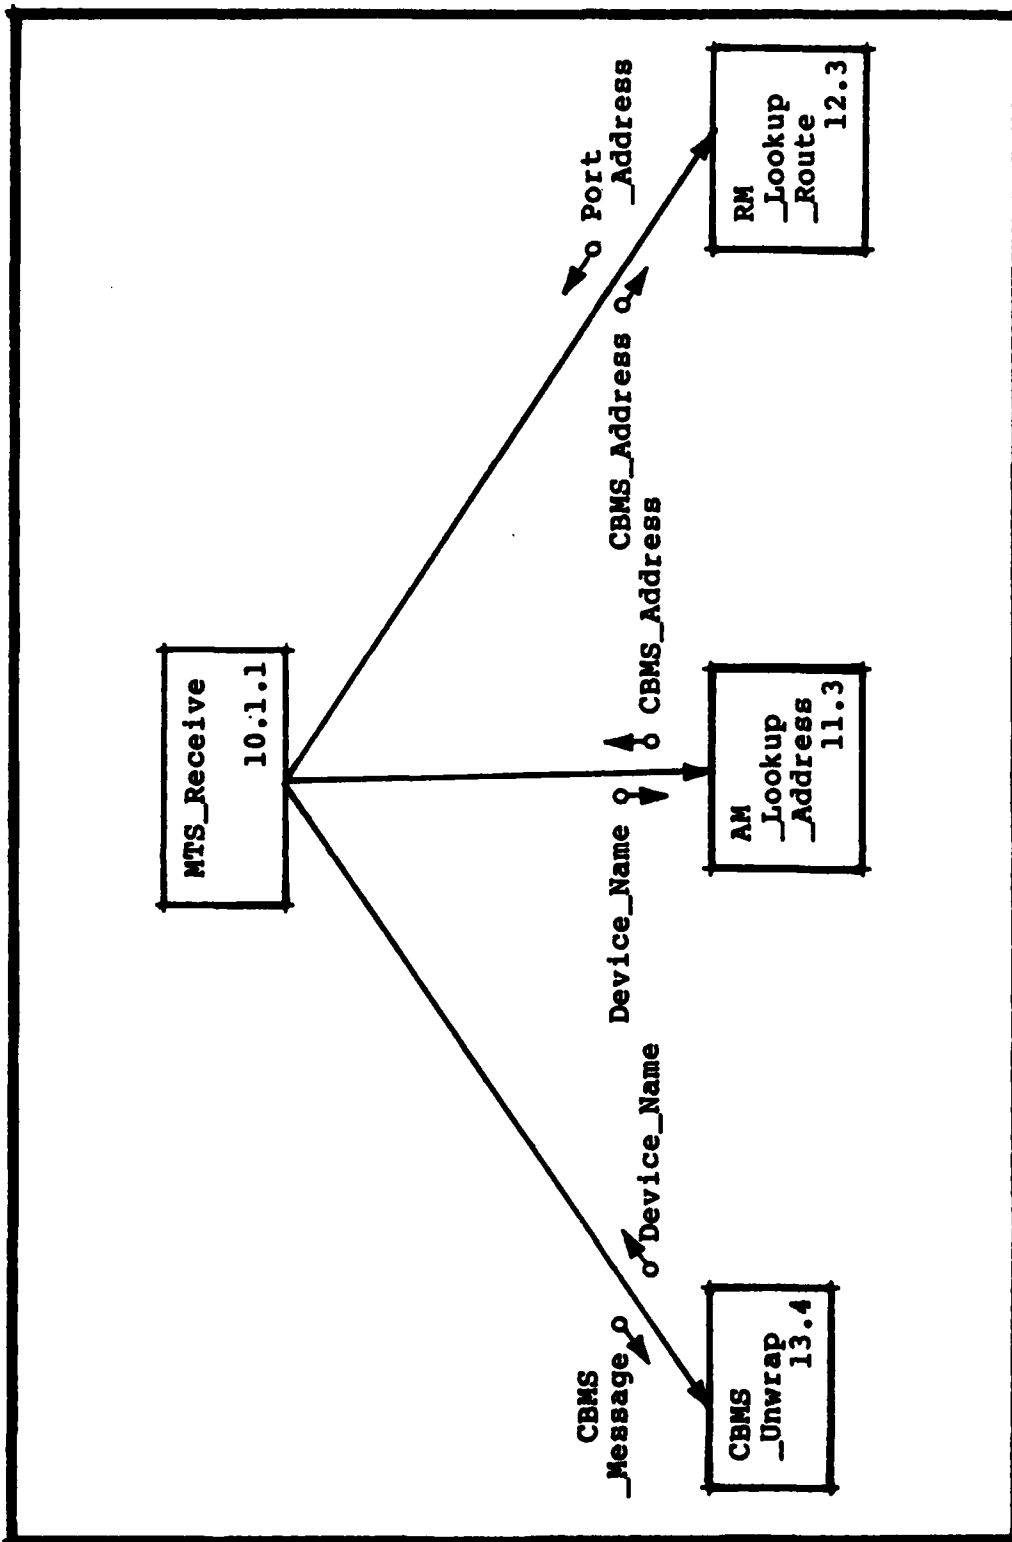 MTS_Receive
10.1.1
CBMS
_Message
Device_Name
Device_Name
CBMS_Address
CBMS_Address
Port
_Address
CBMS
_Unwrap
13.4
AM
_Lookup
_Address
11.3
RM
_Lookup
_Route
12.3